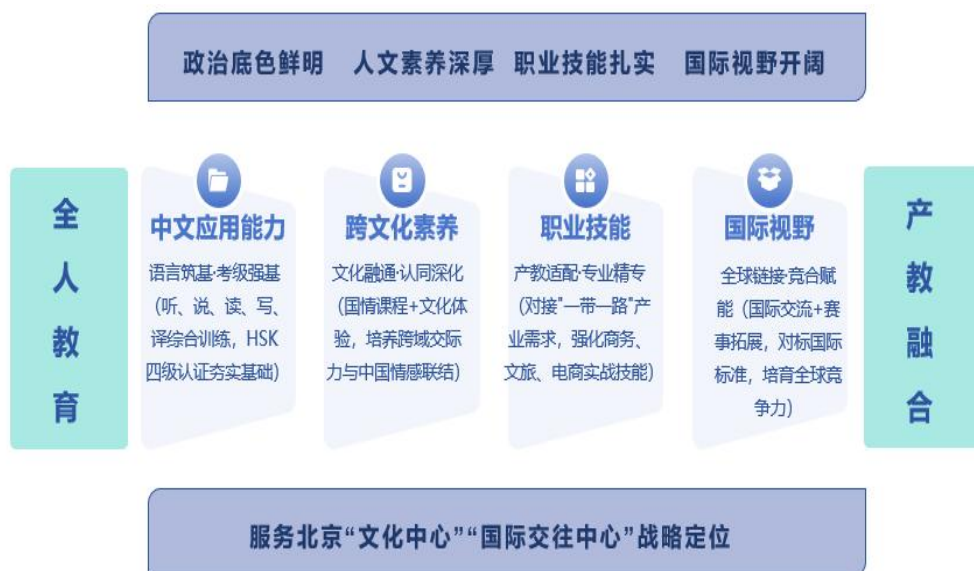 政治底色鲜明 人文素养深厚 职业技能扎实 国际视野开阔
全人教育
中文应用能力
语言筑基·考级强基
（听、说、读、写、
译综合训练，HSK
四级认证夯实基础）
跨文化素养
文化融通·认同深化
（国情课程+文化体
验，培养跨域交际
力与中国情感联结）
职业技能
产教适配·专业精专
（对接"一带一路"产
业需求，强化商务、
文旅、电商实战技能）
国际视野
全球链接·竞合赋
能（国际交流+赛
事拓展，对标国际
标准，培育全球竞
争力）
产教融合
服务北京“文化中心”“国际交往中心”战略定位